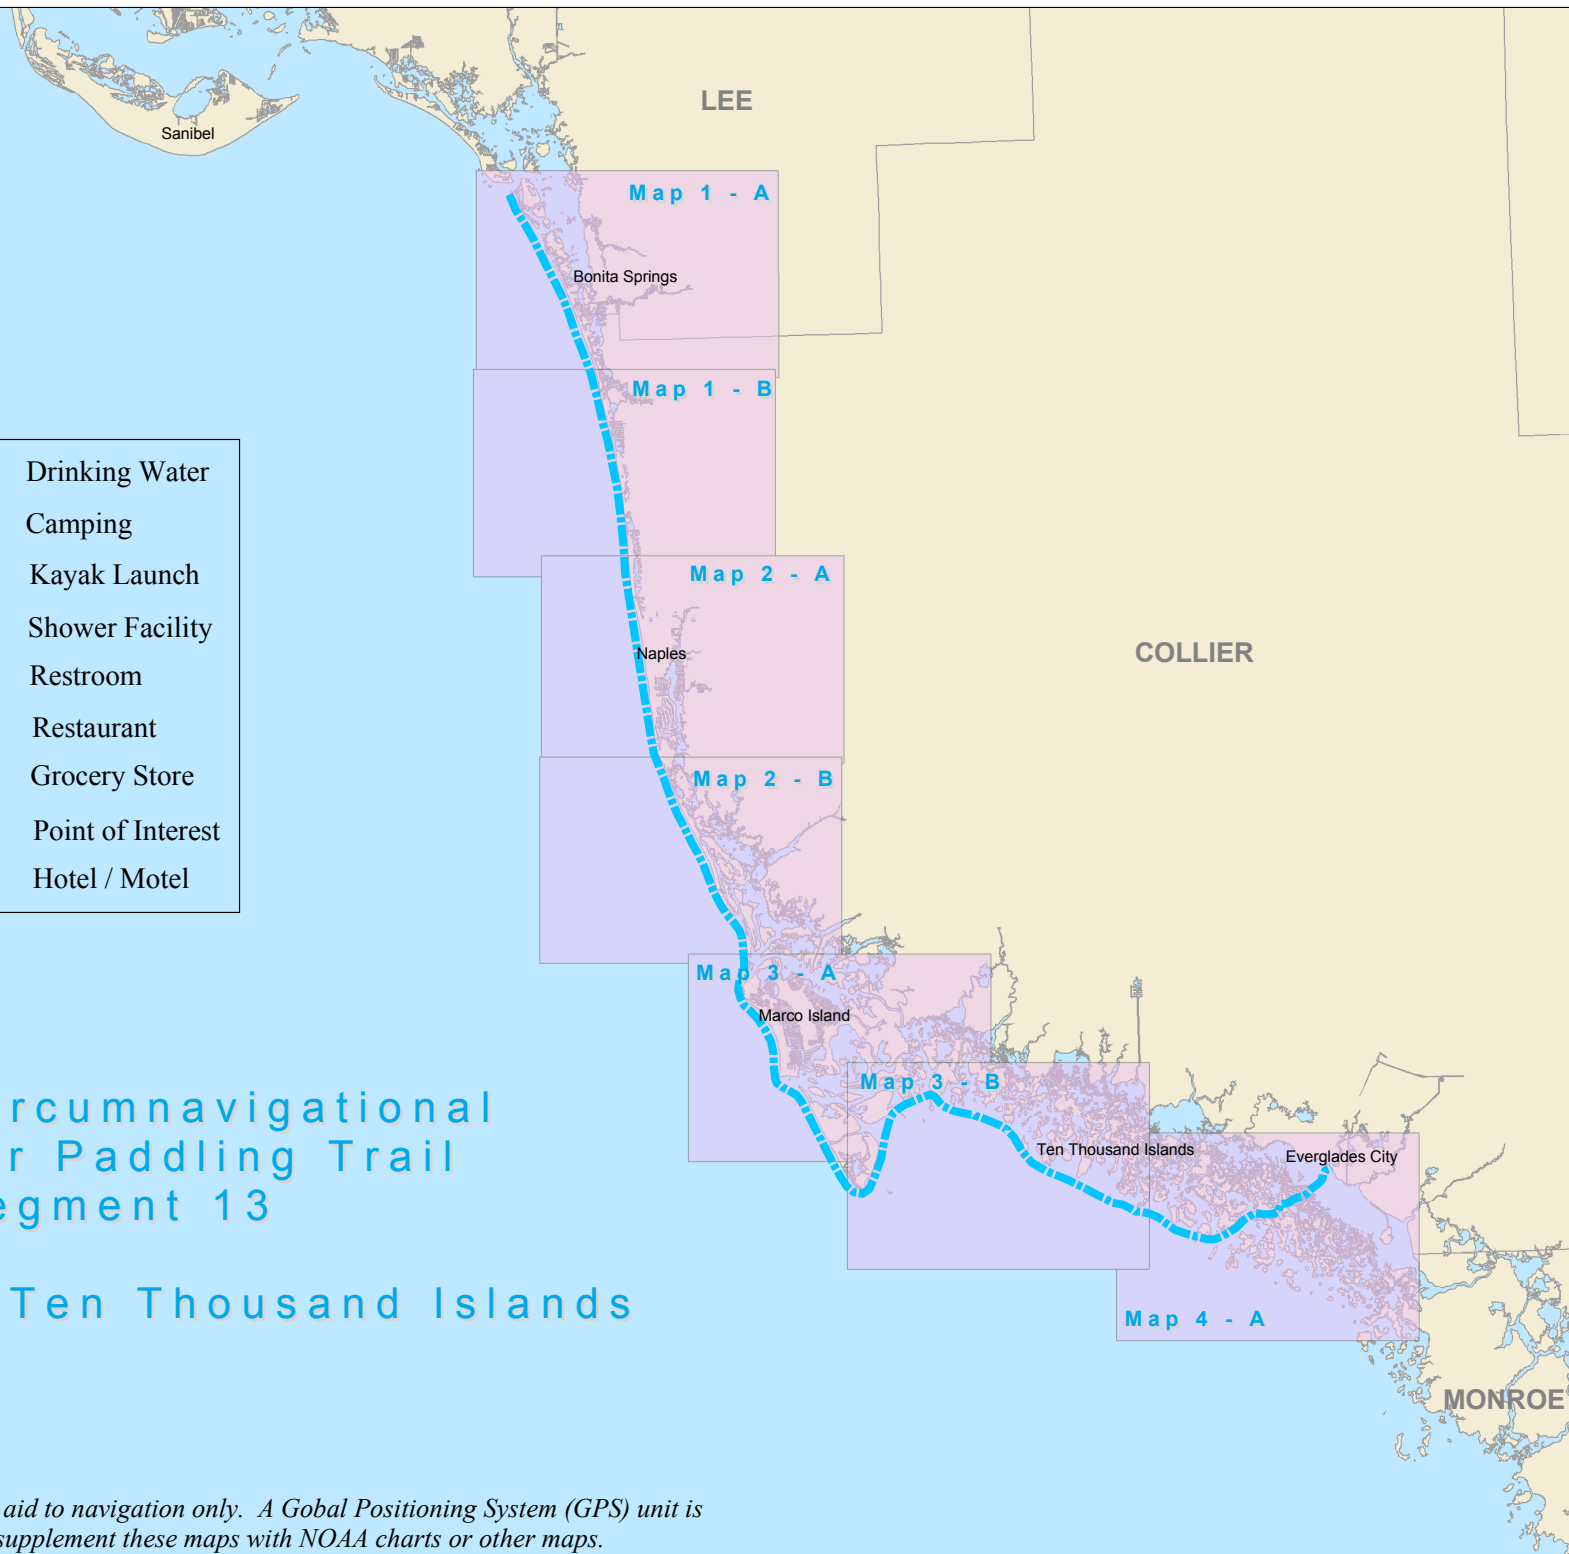 LEE
Sanibel
Map 1 - A
Bonita Springs
Map 1 - B
Drinking Water
Camping
Kayak Launch
Shower Facility
Restroom
Restaurant
Grocery Store
Point of Interest
Hotel / Motel
Map 2 - A
Naples
COLLIER
Map 2 - B
Map 3 - A
Marco Island
Map 3 - B
Ten Thousand Islands
Everglades City
Map 4 - A
MONROE
rcumnavigational
r Paddling Trail
egment 13
Ten Thousand Islands
aid to navigation only. A Gobal Positioning System (GPS) unit is
supplement these maps with NOAA charts or other maps.